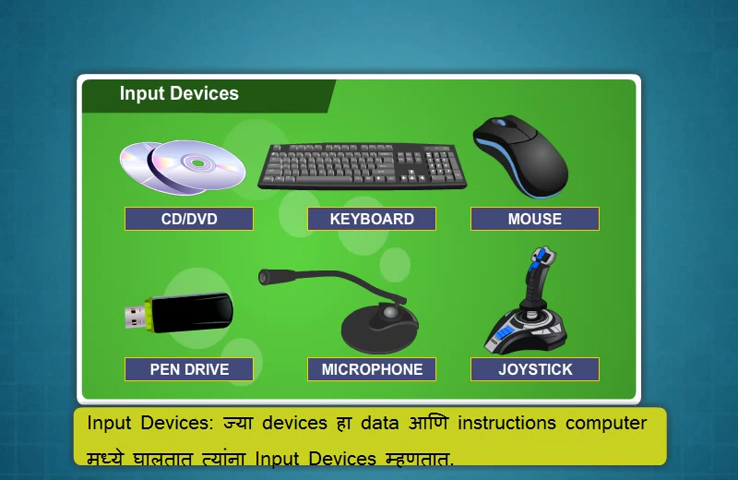 Input Devices
CD/DVD
KEYBOARD
MOUSE
PEN DRIVE
MICROPHONE
JOYSTICK
Input Devices: ज्या devices हा data आणि instructions computer
मध्ये घालतात त्यांना Input Devices म्हणतात.